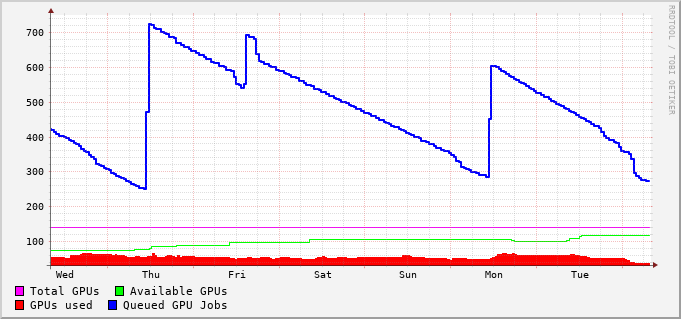 700
600
500
400
300
200
100
Wed Thu Fri Sat Sun Mon Tue
Total GPUs Available GPUs
GPUs used Queued GPU Jobs
RRDTOOL / TOBI OETIKER